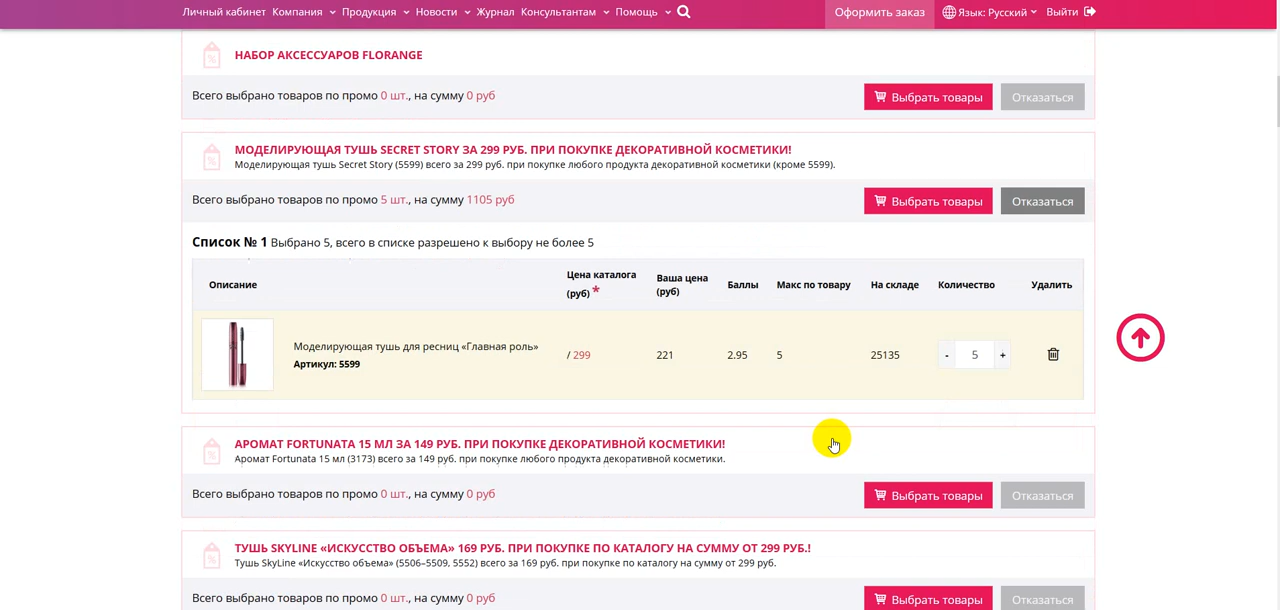 Личный кабинет Компания Продукция Новости Журнал Консультантам Помощь Оформить заказ Язык: Русский Выйти
НАБОР АКСЕССУАРОВ FLORANGE
Всего выбрано товаров по промо 0 шт., на сумму 0 руб Выбрать товары Отказаться
МОДЕЛИРУЮЩАЯ ТУШЬ SECRET STORY ЗА 299 РУБ. ПРИ ПОКУПКЕ ДЕКОРАТИВНОЙ КОСМЕТИКИ!
Моделирующая тушь Secret Story (5599) всего за 299 руб. при покупке любого продукта декоративной косметики (кроме 5599).
Всего выбрано товаров по промо 5 шт., на сумму 1105 руб Выбрать товары Отказаться
Список № 1 Выбрано 5, всего в списке разрешено к выбору не более 5
Описание Цена каталога (руб) * Ваша цена (руб) Баллы Макс по товару На складе Количество Удалить
Моделирующая тушь для ресниц «Главная роль»
Артикул: 5599
/ 299 221 2.95 5 25135 - 5 +
АРОМАТ FORTUNATA 15 МЛ ЗА 149 РУБ. ПРИ ПОКУПКЕ ДЕКОРАТИВНОЙ КОСМЕТИКИ!
Аромат Fortunata 15 мл (3173) всего за 149 руб. при покупке любого продукта декоративной косметики.
Всего выбрано товаров по промо 0 шт., на сумму 0 руб Выбрать товары Отказаться
ТУШЬ SKYLINE «ИСКУССТВО ОБЪЕМА» 169 РУБ. ПРИ ПОКУПКЕ ПО КАТАЛОГУ НА СУММУ ОТ 299 РУБ.!
Тушь SkyLine «Искусство объема» (5506–5509, 5552) всего за 169 руб. при покупке по каталогу на сумму от 299 руб.
Всего выбрано товаров по промо 0 шт., на сумму 0 руб Выбрать товары Отказаться